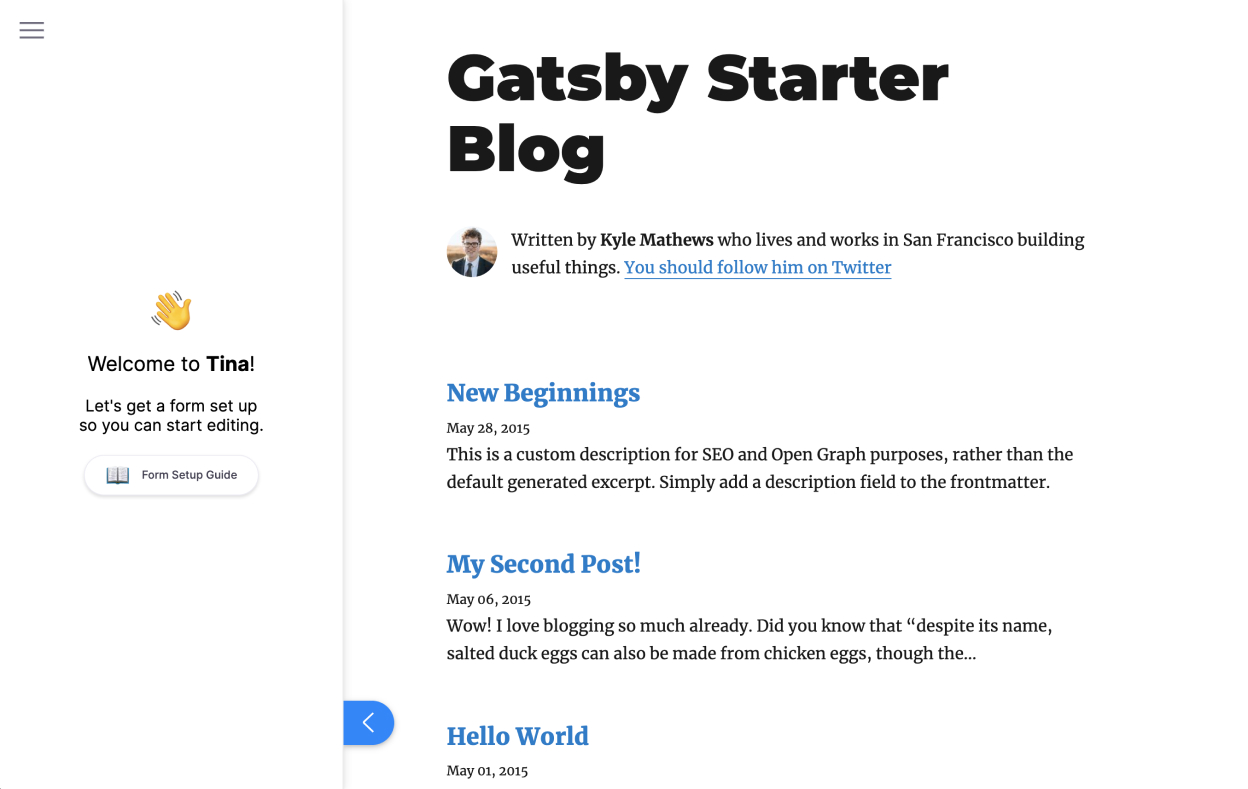 Welcome to Tina!
Let's get a form set up
so you can start editing.
Form Setup Guide
Gatsby Starter
Blog
Written by Kyle Mathews who lives and works in San Francisco building
useful things. You should follow him on Twitter
New Beginnings
May 28, 2015
This is a custom description for SEO and Open Graph purposes, rather than the
default generated excerpt. Simply add a description field to the frontmatter.
My Second Post!
May 06, 2015
Wow! I love blogging so much already. Did you know that “despite its name,
salted duck eggs can also be made from chicken eggs, though the…
Hello World
May 01, 2015